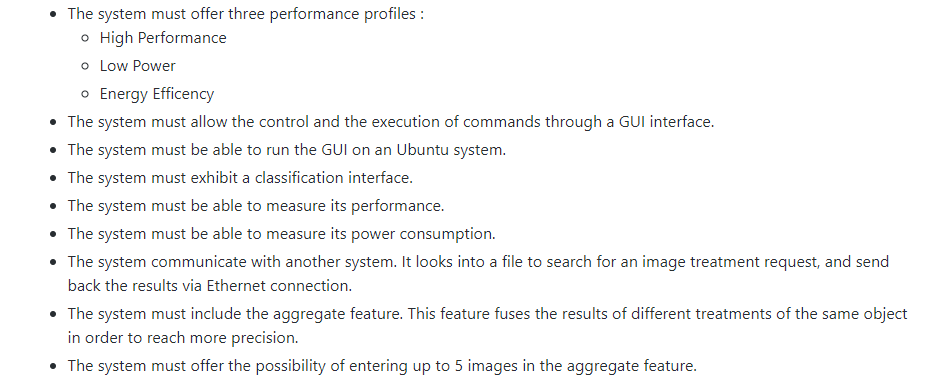 The system must offer three performance profiles :
High Performance
Low Power
Energy Efficency
The system must allow the control and the execution of commands through a GUI interface.
The system must be able to run the GUI on an Ubuntu system.
The system must exhibit a classification interface.
The system must be able to measure its performance.
The system must be able to measure its power consumption.
The system communicate with another system. It looks into a file to search for an image treatment request, and send
back the results via Ethernet connection.
The system must include the aggregate feature. This feature fuses the results of different treatments of the same object
in order to reach more precision.
The system must offer the possibility of entering up to 5 images in the aggregate feature.